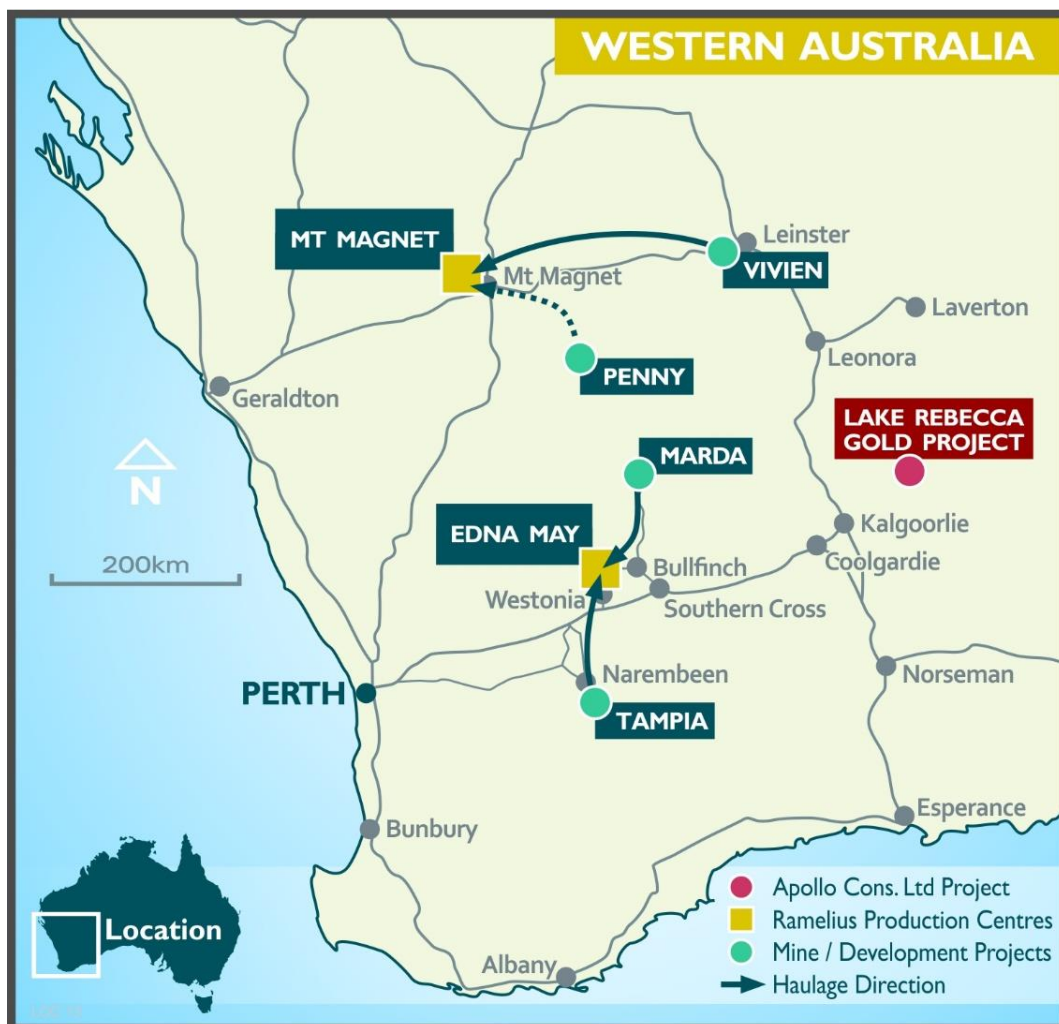 WESTERN AUSTRALIA
MT MAGNET
Mt Magnet
Leinster
VIVIEN
Laverton
Leonora
PENNY
Geraldton
LAKE REBECCA
GOLD PROJECT
MARDA
N
EDNA MAY
Kalgoorlie
200km
Coolgardie
Bullfinch
Westonia
Southern Cross
Norseman
Narembeen
PERTH
TAMPIA
Esperance
Bunbury
Apollo Cons. Ltd Project
Ramelius Production Centres
Location
Mine / Development Projects
Albany
Haulage Direction